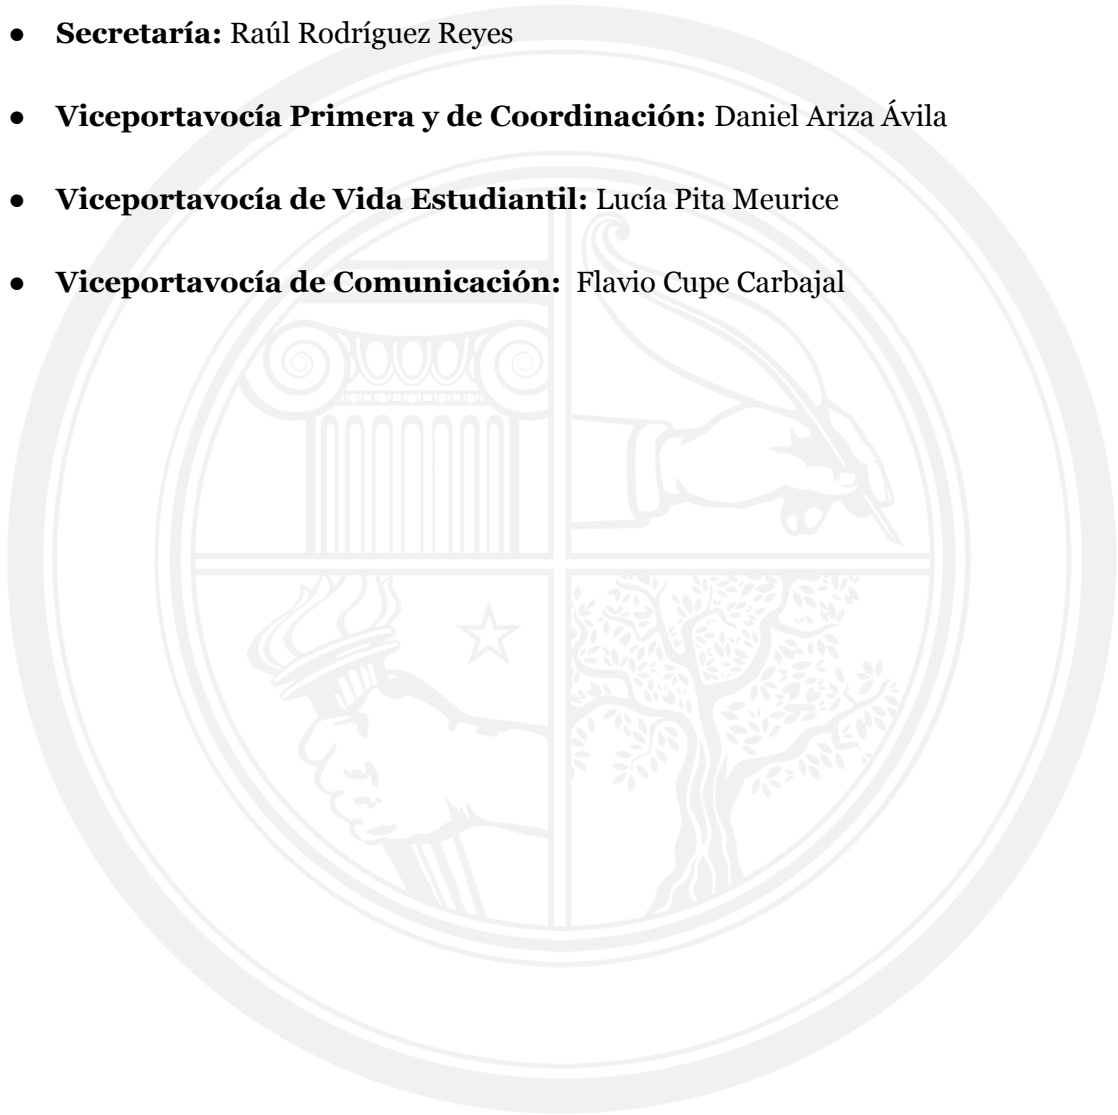 ● Secretaría: Raúl Rodríguez Reyes
● Viceportavocía Primera y de Coordinación: Daniel Ariza Ávila
● Viceportavocía de Vida Estudiantil: Lucía Pita Meurice
● Viceportavocía de Comunicación: Flavio Cupe Carbajal